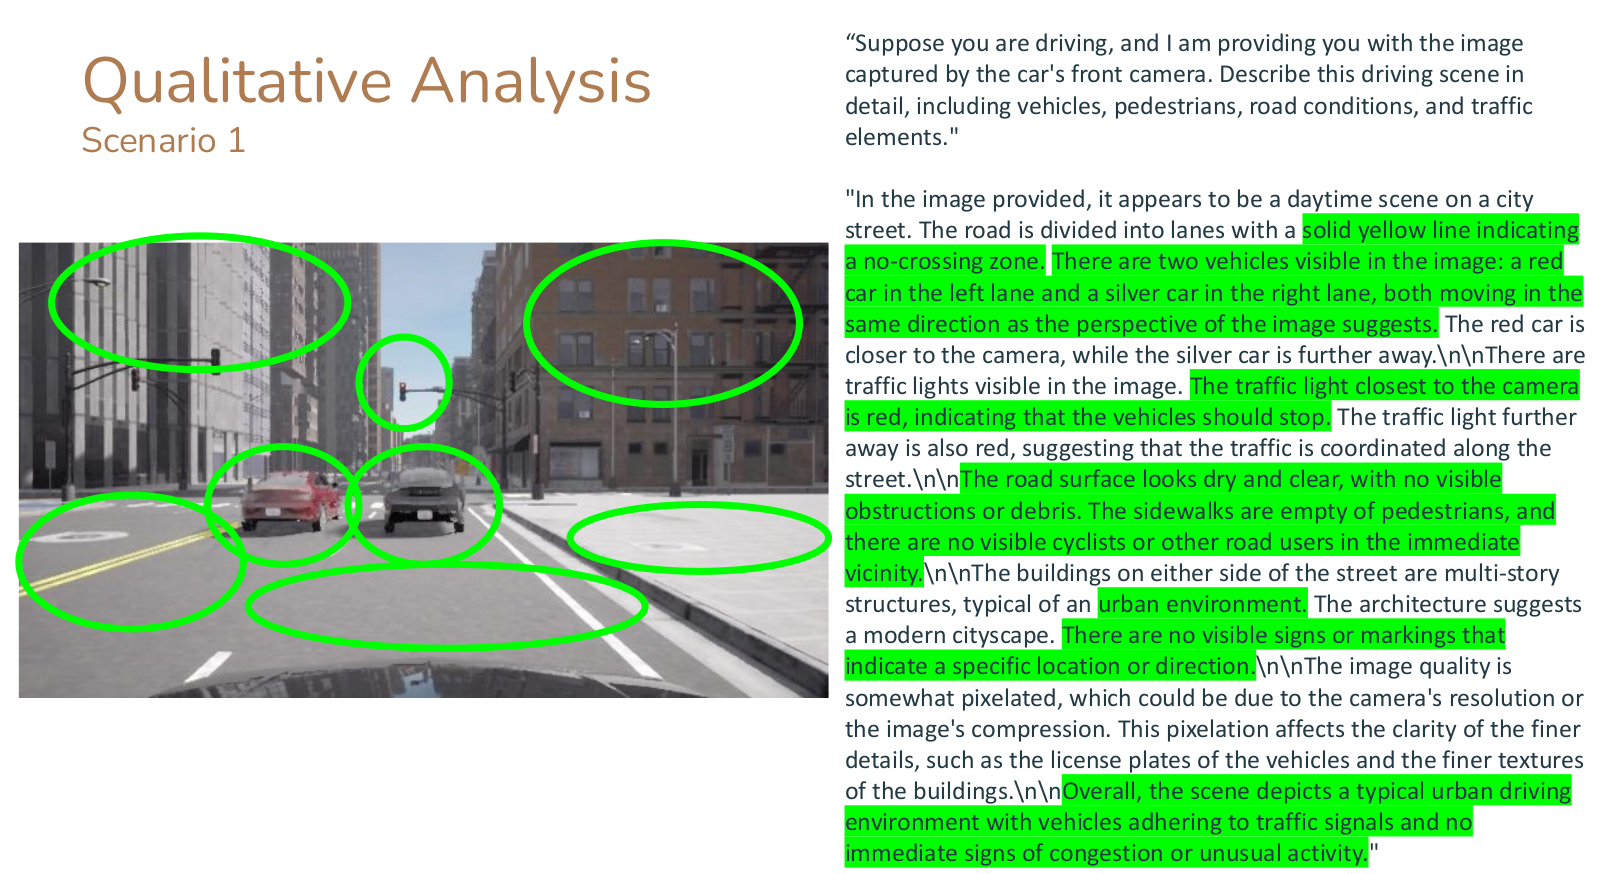 Qualitative Analysis
Scenario 1
“Suppose you are driving, and I am providing you with the image
captured by the car's front camera. Describe this driving scene in
detail, including vehicles, pedestrians, road conditions, and traffic
elements."
"In the image provided, it appears to be a daytime scene on a city
street. The road is divided into lanes with a solid yellow line indicating
a no-crossing zone. There are two vehicles visible in the image: a red
car in the left lane and a silver car in the right lane, both moving in the
same direction as the perspective of the image suggests. The red car is
closer to the camera, while the silver car is further away.\n\nThere are
traffic lights visible in the image. The traffic light closest to the camera
is red, indicating that the vehicles should stop. The traffic light further
away is also red, suggesting that the traffic is coordinated along the
street.\n\nThe road surface looks dry and clear, with no visible
obstructions or debris. The sidewalks are empty of pedestrians, and
there are no visible cyclists or other road users in the immediate
vicinity.\n\nThe buildings on either side of the street are multi-story
structures, typical of an urban environment. The architecture suggests
a modern cityscape. There are no visible signs or markings that
indicate a specific location or direction.\n\nThe image quality is
somewhat pixelated, which could be due to the camera's resolution or
the image's compression. This pixelation affects the clarity of the finer
details, such as the license plates of the vehicles and the finer textures
of the buildings.\n\nOverall, the scene depicts a typical urban driving
environment with vehicles adhering to traffic signals and no
immediate signs of congestion or unusual activity."